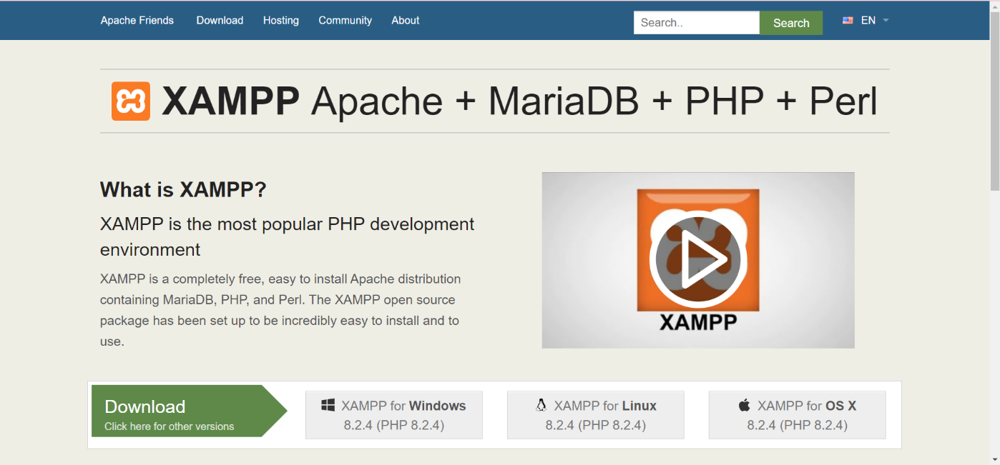 Apache Friends Download Hosting Community About Search.. Search EN
XAMPP Apache + MariaDB + PHP + Perl
What is XAMPP?
XAMPP is the most popular PHP development
environment
XAMPP is a completely free, easy to install Apache distribution
containing MariaDB, PHP, and Perl. The XAMPP open source
package has been set up to be incredibly easy to install and to
use.
XAMPP
Download
Click here for other versions
XAMPP for Windows
8.2.4 (PHP 8.2.4)
XAMPP for Linux
8.2.4 (PHP 8.2.4)
XAMPP for OS X
8.2.4 (PHP 8.2.4)